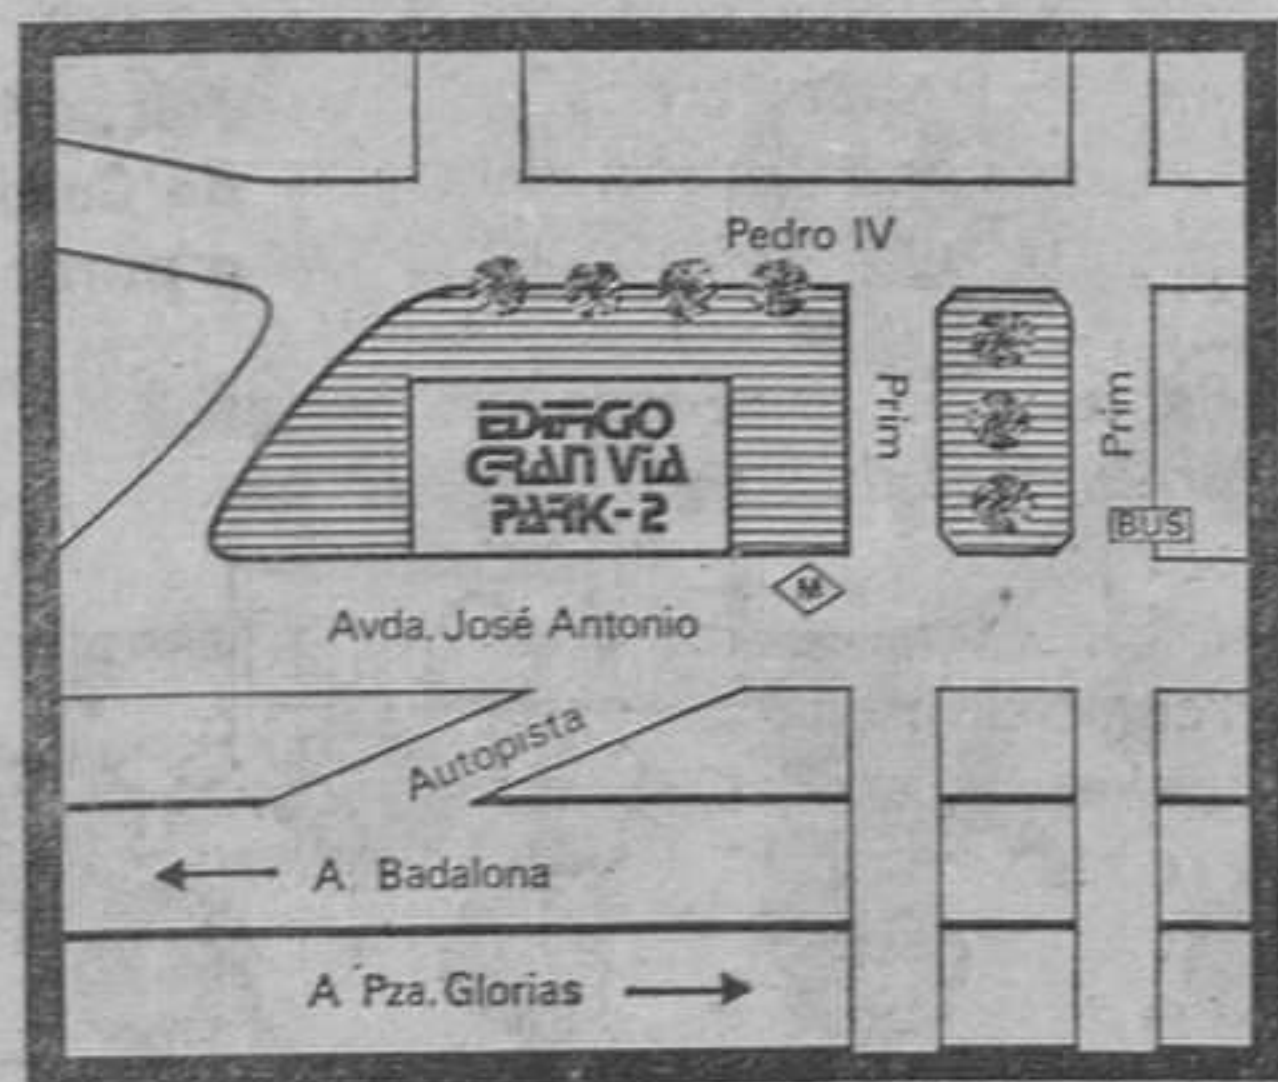 Pedro IV
Prim
Prim
EDIFICIO
GRAN VIA
PARK-2
BUS
M
Avda. José Antonio
Autopista
A Badalona
A Pza. Glorias